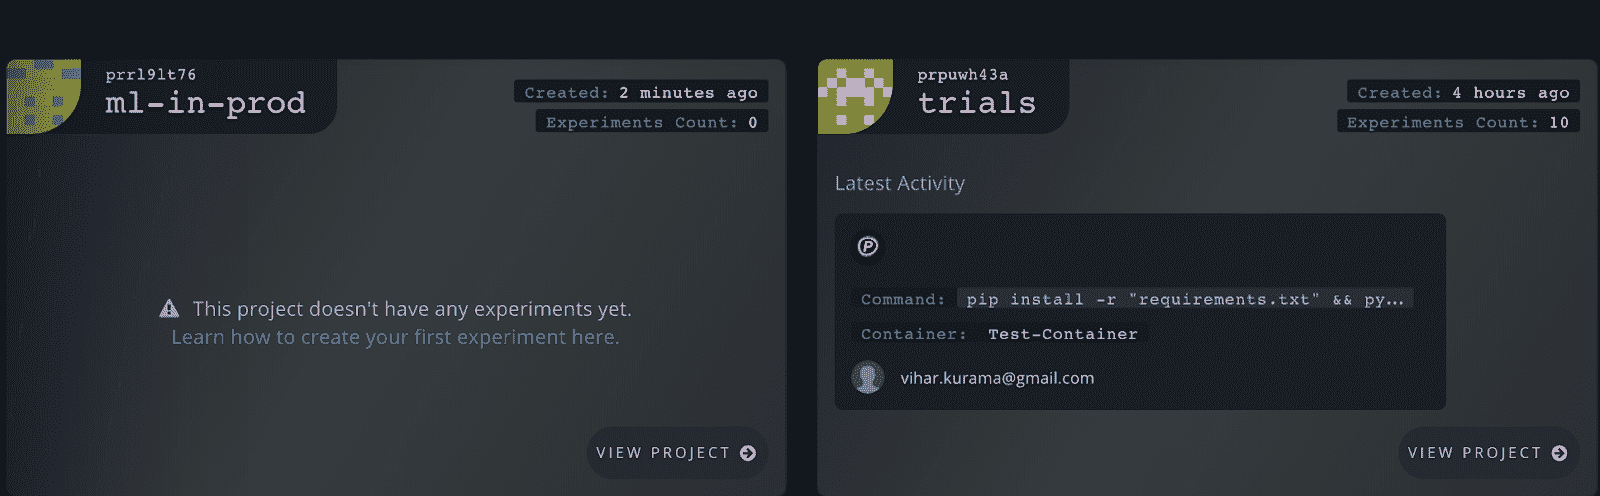 prrl9lt76
ml-in-prod
Created: 2 minutes ago
Experiments Count: 0
This project doesn't have any experiments yet.
Learn how to create your first experiment here.
VIEW PROJECT
prpuwh43a
trials
Created: 4 hours ago
Experiments Count: 10
Latest Activity
P
Command: pip install -r "requirements.txt" && py...
Container: Test-Container
vihar.kurama@gmail.com
VIEW PROJECT